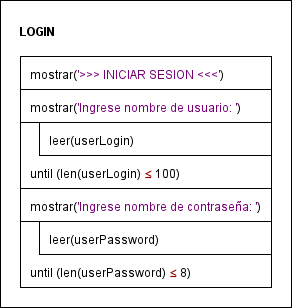 LOGIN
mostrar('>>> INICIAR SESION <<<')
mostrar('Ingrese nombre de usuario: ')
leer(userLogin)
until (len(userLogin) ≤ 100)
mostrar('Ingrese nombre de contraseña: ')
leer(userPassword)
until (len(userPassword) ≤ 8)